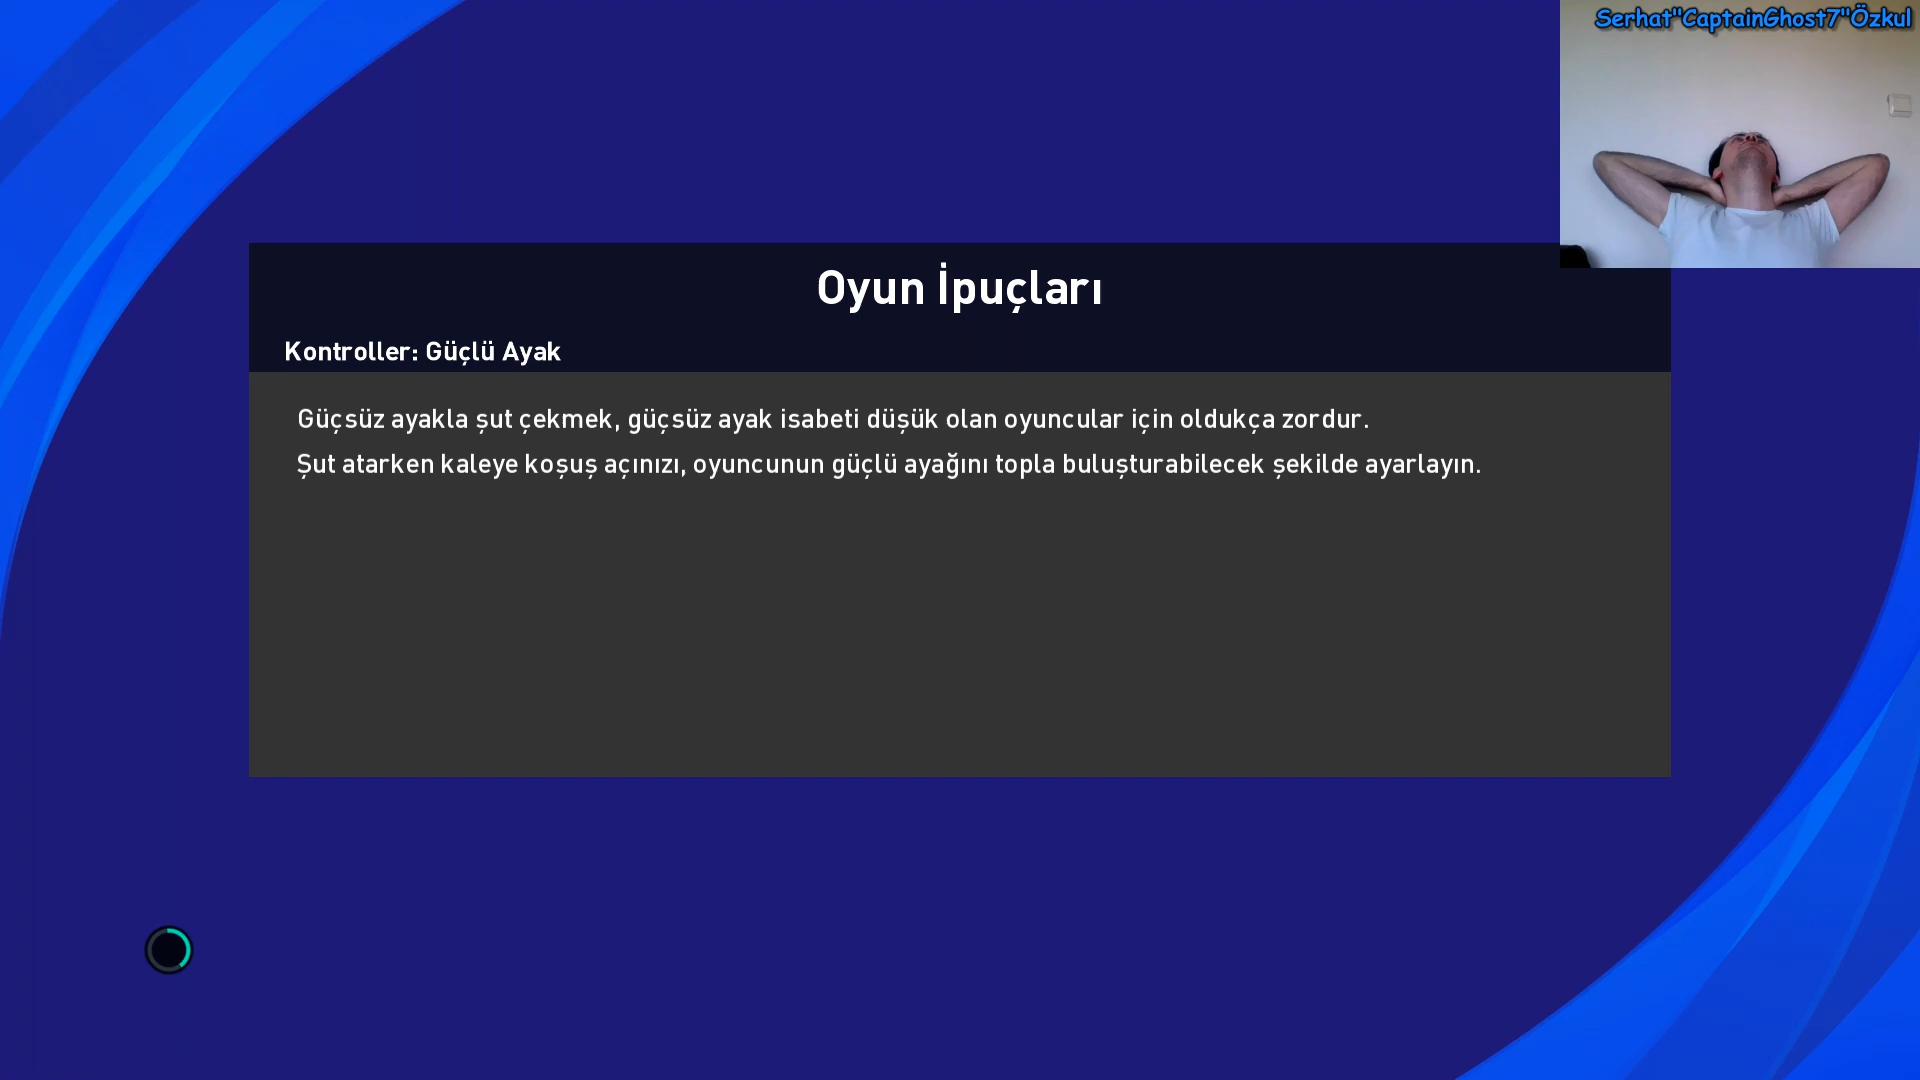 Serhat"CaptainGhost7"Özkul
Oyun İpuçları
Kontroller: Güçlü Ayak
Güçsüz ayakla şut çekmek, güçsüz ayak isabeti düşük olan oyuncular için oldukça zordur.
Şut atarken kaleye koşuş açınızı, oyuncunun güçlü ayağını topla buluşturabilecek şekilde ayarlayın.